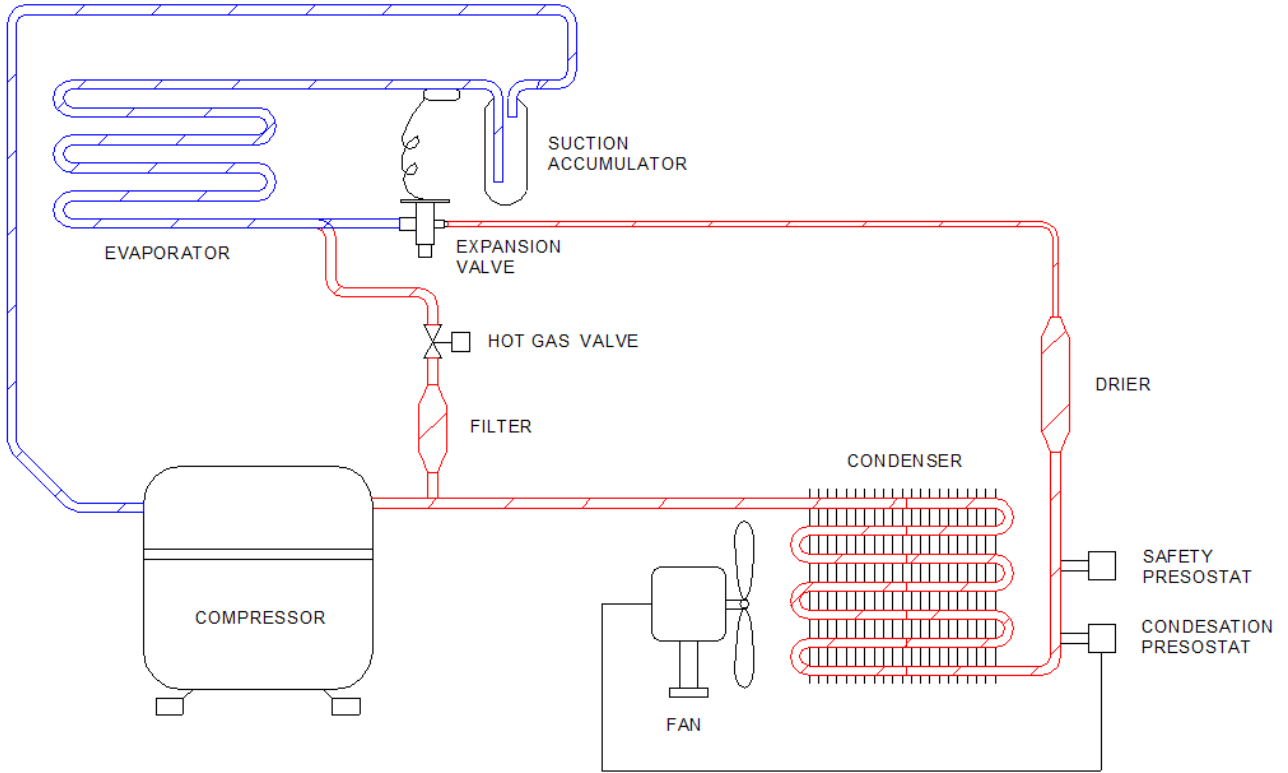 SUCTION
ACCUMULATOR
EVAPORATOR
EXPANSION
VALVE
HOT GAS VALVE
DRIER
FILTER
CONDENSER
SAFETY
PRESOSTAT
COMPRESSOR
CONDESATION
PRESOSTAT
FAN